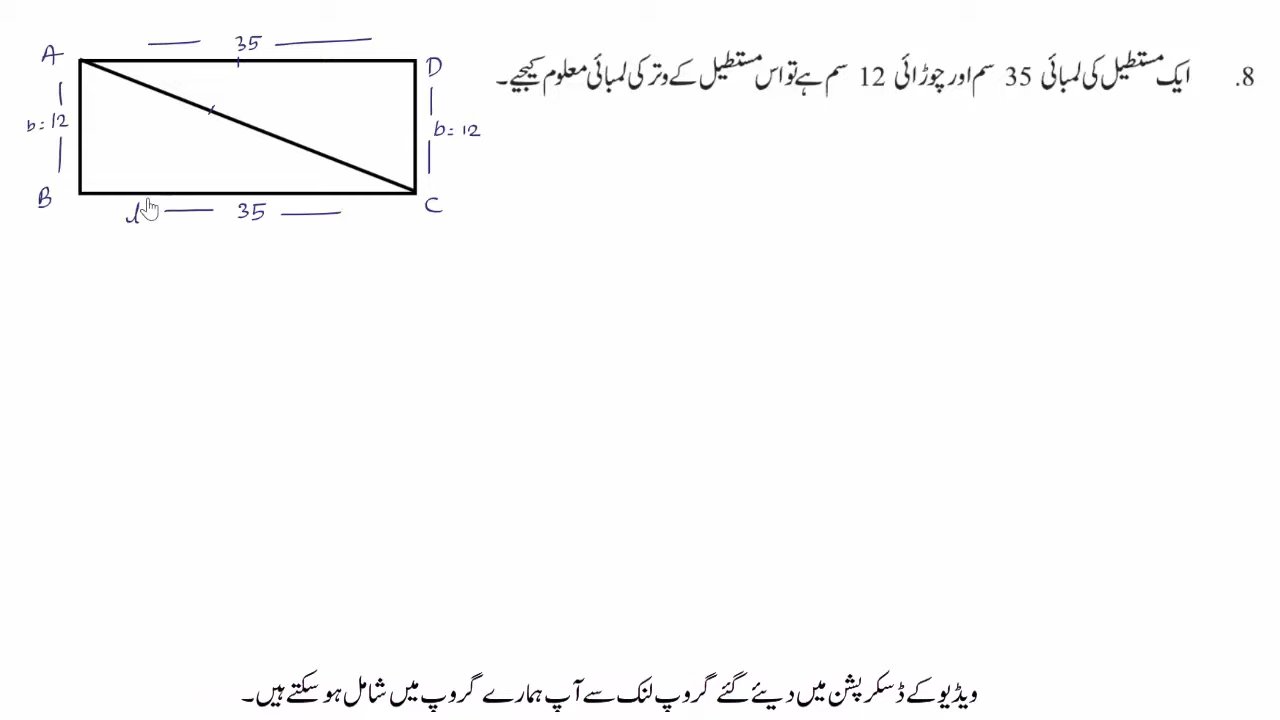 8. ایک مستطیل کی لمبائی 35 سم اور چوڑائی 12 سم ہے تو اس مستطیل کے وتر کی لمبائی معلوم کیجیے۔
35
A
D
b = 12
b = 12
B
l
35
C
ویڈیو کے ڈسکرپشن میں دیئے گئے گروپ لنک سے آپ ہمارے گروپ میں شامل ہو سکتے ہیں۔